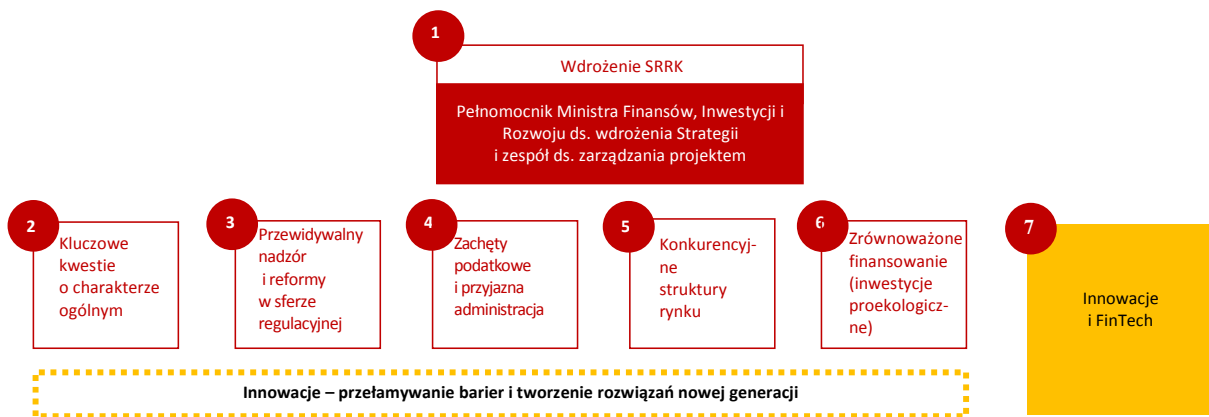 1
Wdrożenie SRRK
Pełnomocnik Ministra Finansów, Inwestycji i
Rozwoju ds. wdrożenia Strategii
i zespół ds. zarządzania projektem
2
Kluczowe
kwestie
o charakterze
ogólnym
3
Przewidywalny
nadzór
i reformy
w sferze
regulacyjnej
4
Zachęty
podatkowe
i przyjazna
administracja
5
Konkurencyj-
ne
struktury
rynku
6
Zrównoważone
finansowanie
(inwestycje
proekologicz-
ne)
7
Innowacje
i FinTech
Innowacje – przełamywanie barier i tworzenie rozwiązań nowej generacji